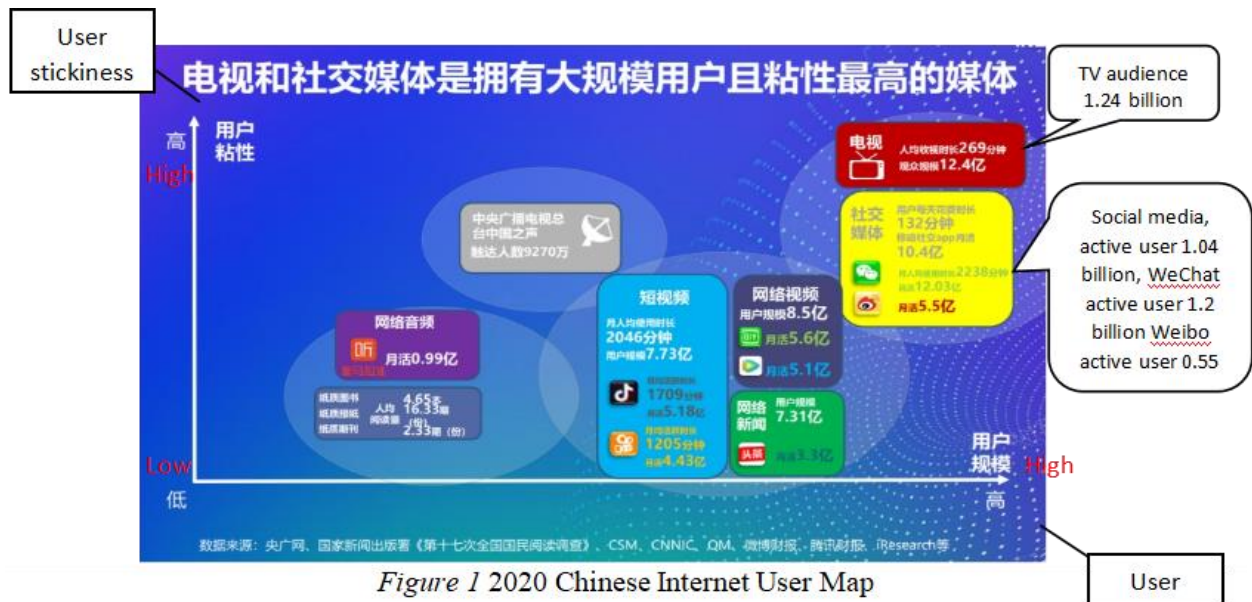 User
stickiness
电视和社交媒体是拥有大规模用户且粘性最高的媒体
TV audience
1.24 billion
高
High
用户
粘性
电视
人均收视时长269分钟
观众规模12.4亿
中央广播电视总
台中国之声
触达人数9270万
社交
媒体
用户每天花费时长
132分钟
移动社交app月活
10.4亿
月人均使用时长2238分钟
月活12.03亿
月活5.5亿
Social media,
active user 1.04
billion, WeChat
active user 1.2
billion Weibo
active user 0.55
网络音频
听
月活0.99亿
短视频
月人均使用时长
2046分钟
用户规模7.73亿
1709分钟
月活5.18亿
1205分钟
月活4.43亿
网络视频
用户规模8.5亿
月活5.6亿
月活5.1亿
纸质图书
纸质报纸
纸质期刊
人均
阅读量
4.65本
16.33期
(份)
2.33期(份)
网络
新闻
用户规模
7.31亿
头条
月活3.3亿
Low
低
用户
规模
High
高
数据来源:央广网、国家新闻出版署《第十七次全国国民阅读调查》、CSM、CNNIC、QM、微博财报、腾讯财报、iResearch等
Figure 1 2020 Chinese Internet User Map
User